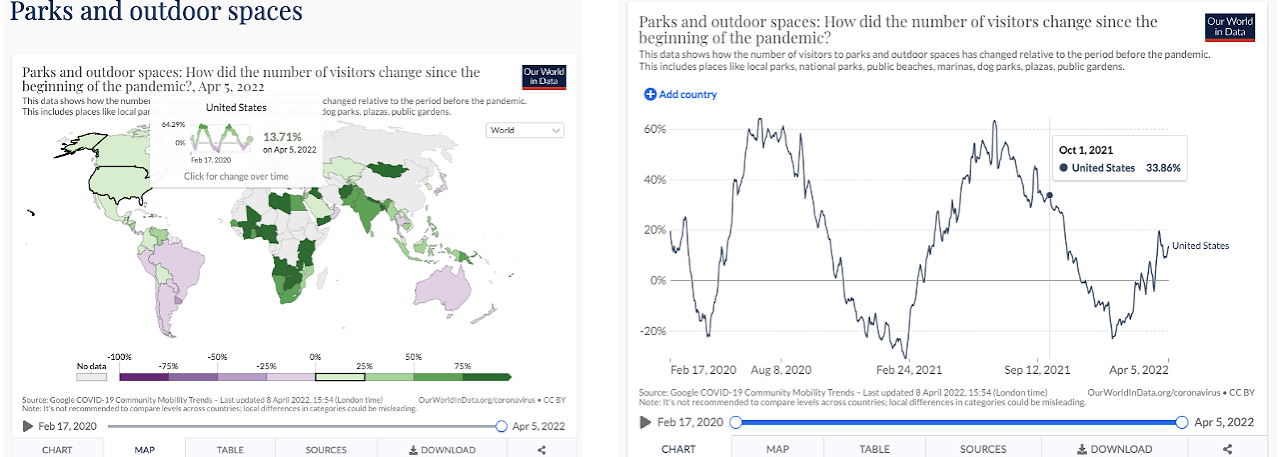 Parks and outdoor spaces
Parks and outdoor spaces: How did the number of visitors change since the
beginning of the pandemic?, Apr 5, 2022
Our World
in Data
This data shows how the number changed relative to the period before the pandemic.
This includes places like local par dog parks, plazas, public gardens.
United States
64.29%
0%
Feb 17, 2020
13.71%
on Apr 5, 2022
Click for change over time
World
No data
-100%
-75%
-50%
-25%
0%
25%
50%
75%
Source: Google COVID-19 Community Mobility Trends – Last updated 8 April 2022, 15:54 (London time)
OurWorldInData.org/coronavirus • CC BY
Note: It's not recommended to compare levels across countries; local differences in categories could be misleading.
Feb 17, 2020
Apr 5, 2022
CHART
MAP
TABLE
SOURCES
DOWNLOAD
Parks and outdoor spaces: How did the number of visitors change since the
beginning of the pandemic?
Our World
in Data
This data shows how the number of visitors to parks and outdoor spaces has changed relative to the period before the pandemic.
This includes places like local parks, national parks, public beaches, marinas, dog parks, plazas, public gardens.
Add country
60%
40%
20%
0%
-20%
Oct 1, 2021
United States 33.86%
United States
Feb 17, 2020
Aug 8, 2020
Feb 24, 2021
Sep 12, 2021
Apr 5, 2022
Source: Google COVID-19 Community Mobility Trends – Last updated 8 April 2022, 15:54 (London time)
OurWorldInData.org/coronavirus • CC BY
Note: It's not recommended to compare levels across countries; local differences in categories could be misleading.
Feb 17, 2020
Apr 5, 2022
CHART
MAP
TABLE
SOURCES
DOWNLOAD